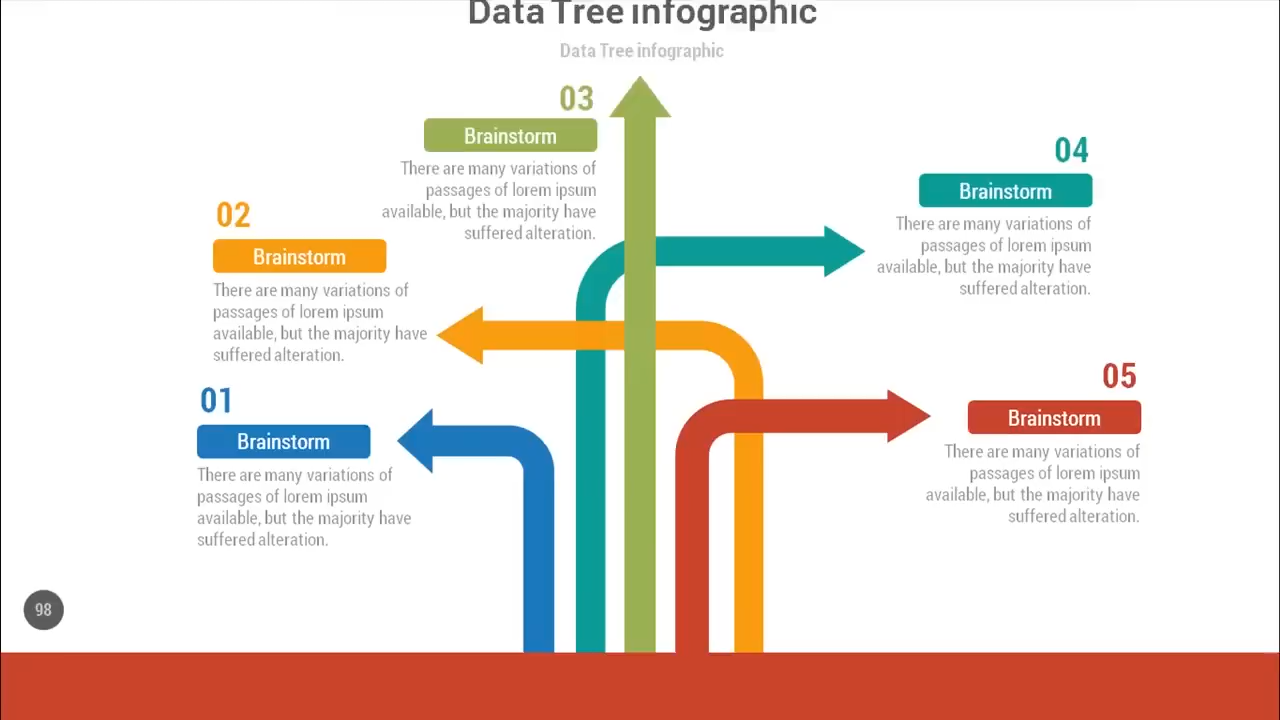 Data Tree infographic
Data Tree infographic
03
Brainstorm
There are many variations of
passages of lorem ipsum
available, but the majority have
suffered alteration.
04
Brainstorm
There are many variations of
passages of lorem ipsum
available, but the majority have
suffered alteration.
02
Brainstorm
There are many variations of
passages of lorem ipsum
available, but the majority have
suffered alteration.
05
Brainstorm
There are many variations of
passages of lorem ipsum
available, but the majority have
suffered alteration.
01
Brainstorm
There are many variations of
passages of lorem ipsum
available, but the majority have
suffered alteration.
98